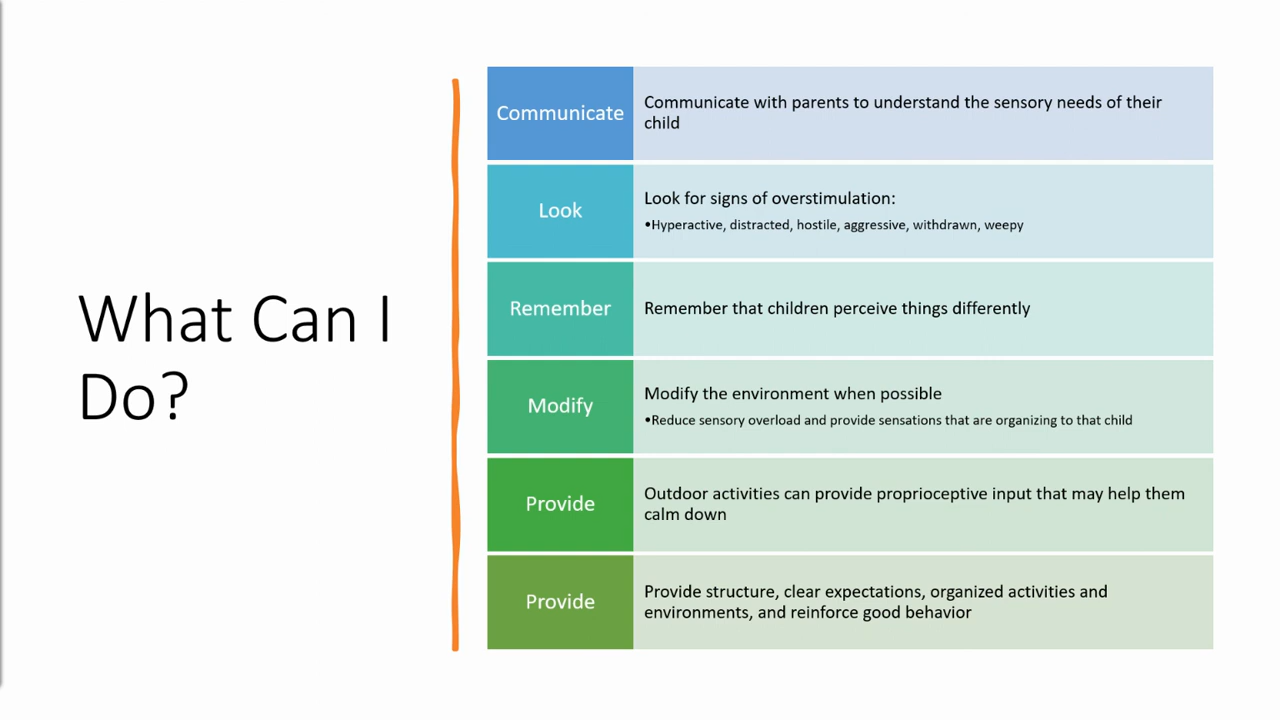 What Can I
Do?
Communicate
Communicate with parents to understand the sensory needs of their
child
Look
Look for signs of overstimulation:
•Hyperactive, distracted, hostile, aggressive, withdrawn, weepy
Remember
Remember that children perceive things differently
Modify
Modify the environment when possible
•Reduce sensory overload and provide sensations that are organizing to that child
Provide
Outdoor activities can provide proprioceptive input that may help them
calm down
Provide
Provide structure, clear expectations, organized activities and
environments, and reinforce good behavior